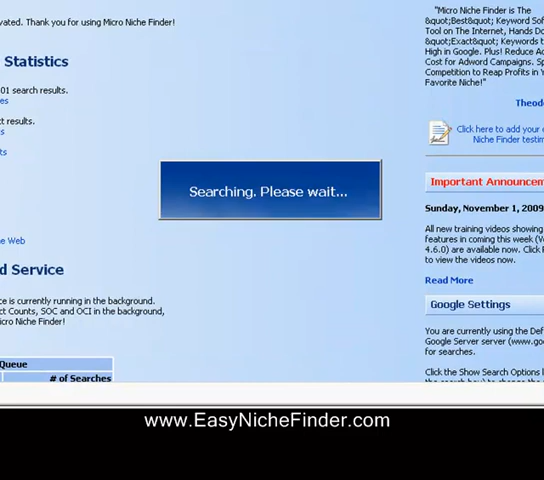 vated. Thank you for using Micro Niche Finder!
Statistics
01 search results.
es
ct results.
s
ts
e Web
d Service
ce is currently running in the background.
ct Counts, SOC and OCI in the background,
icro Niche Finder!
Queue
# of Searches
Searching. Please wait...
"Micro Niche Finder is The
&quot;Best&quot; Keyword Sof
Tool on The Internet, Hands Do
&quot;Exact&quot; Keywords t
High in Google. Plus! Reduce Ad
Cost for Adword Campaigns. Sp
Competition to Reap Profits in Y
Favorite Niche!"
Theod
Click here to add your o
Niche Finder testim
Important Announcem
Sunday, November 1, 2009
All new training videos showing
features in coming this week (V
4.6.0) are available now. Click R
to view the videos now.
Read More
Google Settings
You are currently using the Def
Google Server server (www.goo
for searches.
Click the Show Search Options l
www.EasyNicheFinder.com